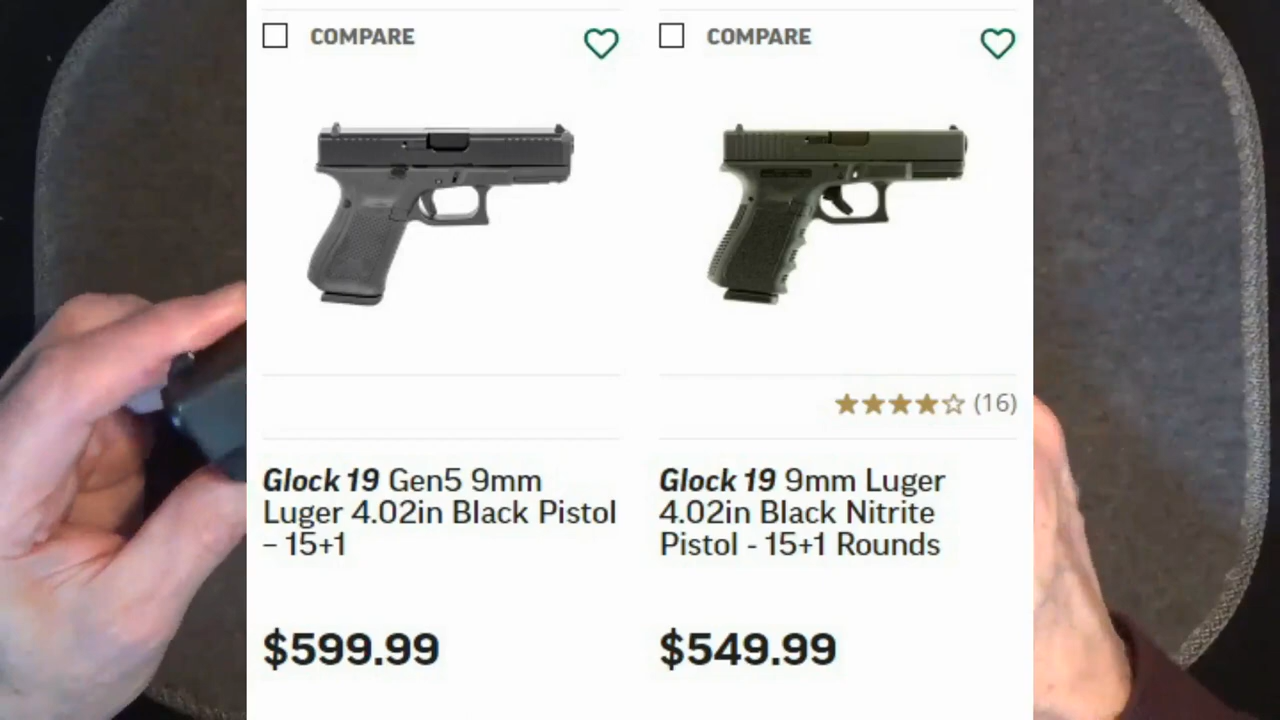 COMPARE
COMPARE
(16)
Glock 19 Gen5 9mm
Luger 4.02in Black Pistol
– 15+1
Glock 19 9mm Luger
4.02in Black Nitrite
Pistol - 15+1 Rounds
$599.99
$549.99